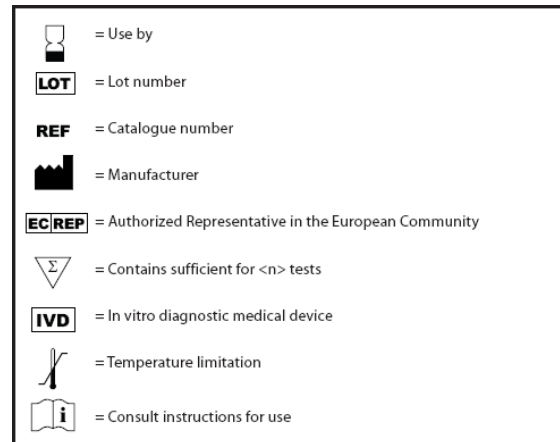 = Use by
LOT = Lot number
REF = Catalogue number
= Manufacturer
EC REP = Authorized Representative in the European Community
Σ = Contains sufficient for <n> tests
IVD = In vitro diagnostic medical device
= Temperature limitation
i = Consult instructions for use